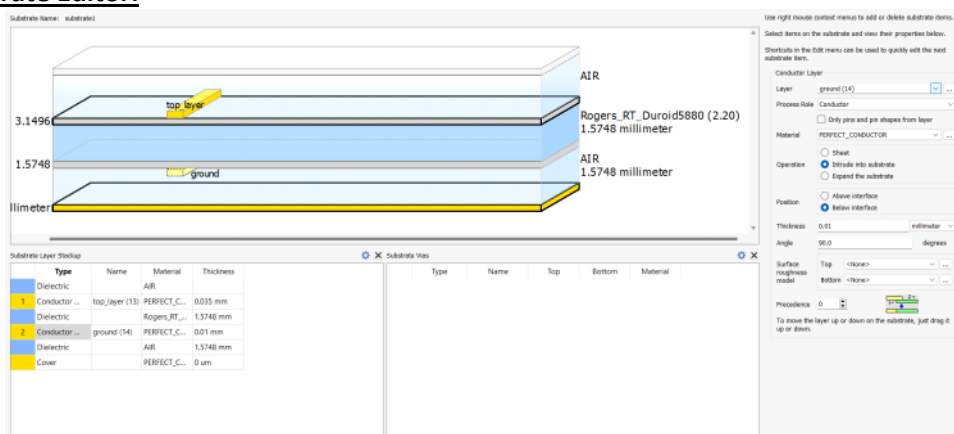 Substrate Name: substrate1
AIR
top_layer
3.1496
Rogers_RT_Duroid5880 (2.20)
1.5748 millimeter
1.5748
AIR
1.5748 millimeter
ground
llimeter
Substrate Layer Stackup
Type Name Material Thickness
Dielectric AIR
1 Conductor ... top_layer (13) PERFECT_C... 0.035 mm
Dielectric Rogers_RT_... 1.5748 mm
2 Conductor ... ground (14) PERFECT_C... 0.01 mm
Dielectric AIR 1.5748 mm
Cover PERFECT_C... 0 um
Substrate Vias
Type Name Top Bottom Material
Use right mouse context menus to add or delete substrate items.
Select items on the substrate and view their properties below.
Shortcuts in the Edit menu can be used to quickly edit the next
substrate item.
Conductor Layer
Layer ground (14) ...
Process Role Conductor
Only pins and pin shapes from layer
Material PERFECT_CONDUCTOR ...
Operation
Sheet
Intrude into substrate
Expand the substrate
Position
Above interface
Below interface
Thickness 0.01 millimeter
Angle 90.0 degrees
Surface
roughness
model
Top <None> ...
Bottom <None> ...
Precedence 0
To move the layer up or down on the substrate, just drag it
up or down.